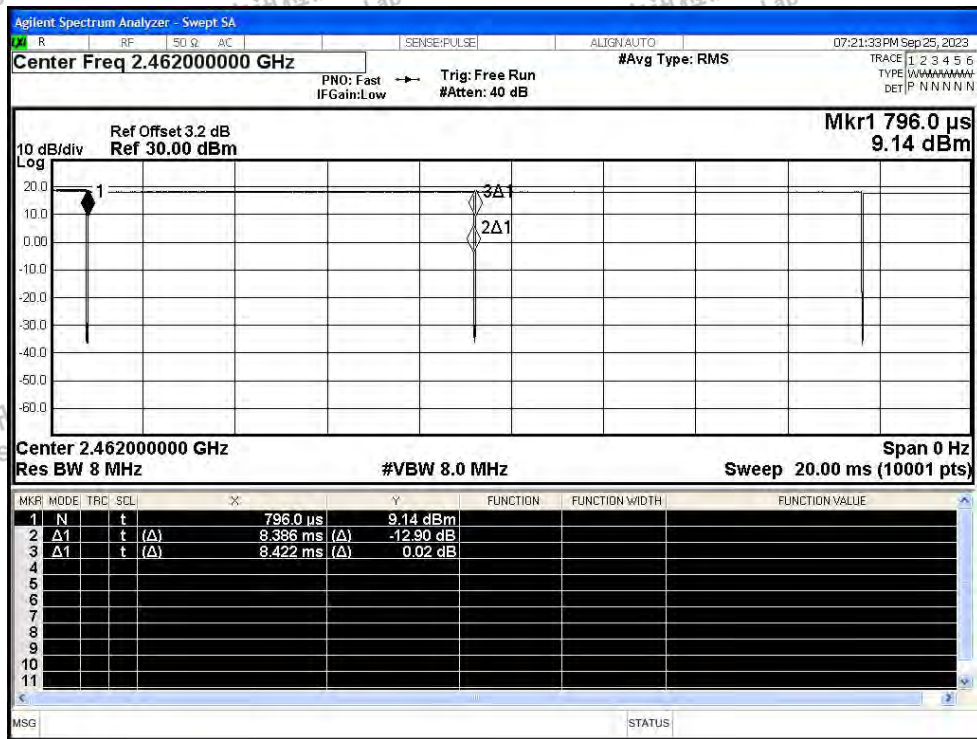 Agilent Spectrum Analyzer - Swept SA
LXI R RF 50 Ω AC SENSE:PULSE ALIGN AUTO 07:21:33 PM Sep 25, 2023
Center Freq 2.462000000 GHz #Avg Type: RMS TRACE 1 2 3 4 5 6
PNO: Fast Trig: Free Run TYPE WWWWWW
IFGain:Low #Atten: 40 dB DET P N N N N N
Mkr1 796.0 µs
Ref Offset 3.2 dB
10 dB/div Ref 30.00 dBm 9.14 dBm
Log
20.0
1 3Δ1
10.0
2Δ1
0.00
-10.0
-20.0
-30.0
-40.0
-50.0
-60.0
Center 2.462000000 GHz Span 0 Hz
Res BW 8 MHz #VBW 8.0 MHz Sweep 20.00 ms (10001 pts)
MKR MODE TRC SCL X Y FUNCTION FUNCTION WIDTH FUNCTION VALUE
1 N t 796.0 µs 9.14 dBm
2 Δ1 t (Δ) 8.386 ms (Δ) -12.90 dB
3 Δ1 t (Δ) 8.422 ms (Δ) 0.02 dB
4
5
6
7
8
9
10
11
MSG STATUS